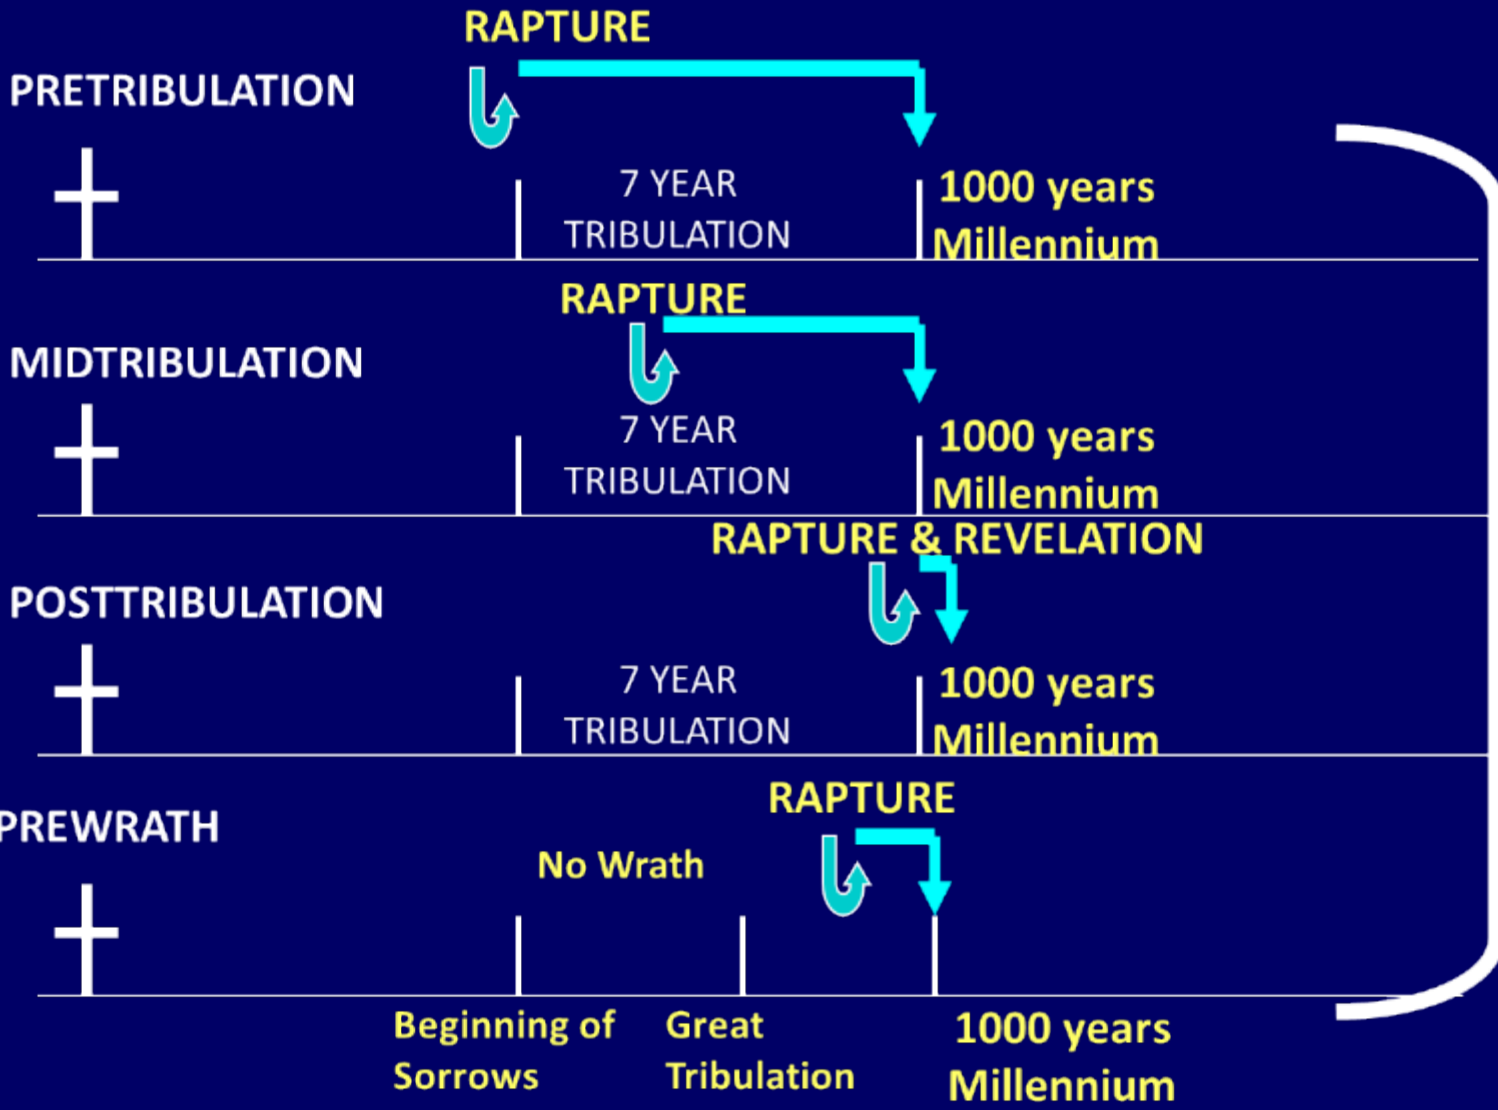 RAPTURE
PRETRIBULATION
7 YEAR
TRIBULATION
1000 years
Millennium
RAPTURE
MIDTRIBULATION
7 YEAR
TRIBULATION
1000 years
Millennium
RAPTURE & REVELATION
POSTTRIBULATION
7 YEAR
TRIBULATION
1000 years
Millennium
RAPTURE
PREWRATH
No Wrath
Beginning of
Sorrows
Great
Tribulation
1000 years
Millennium